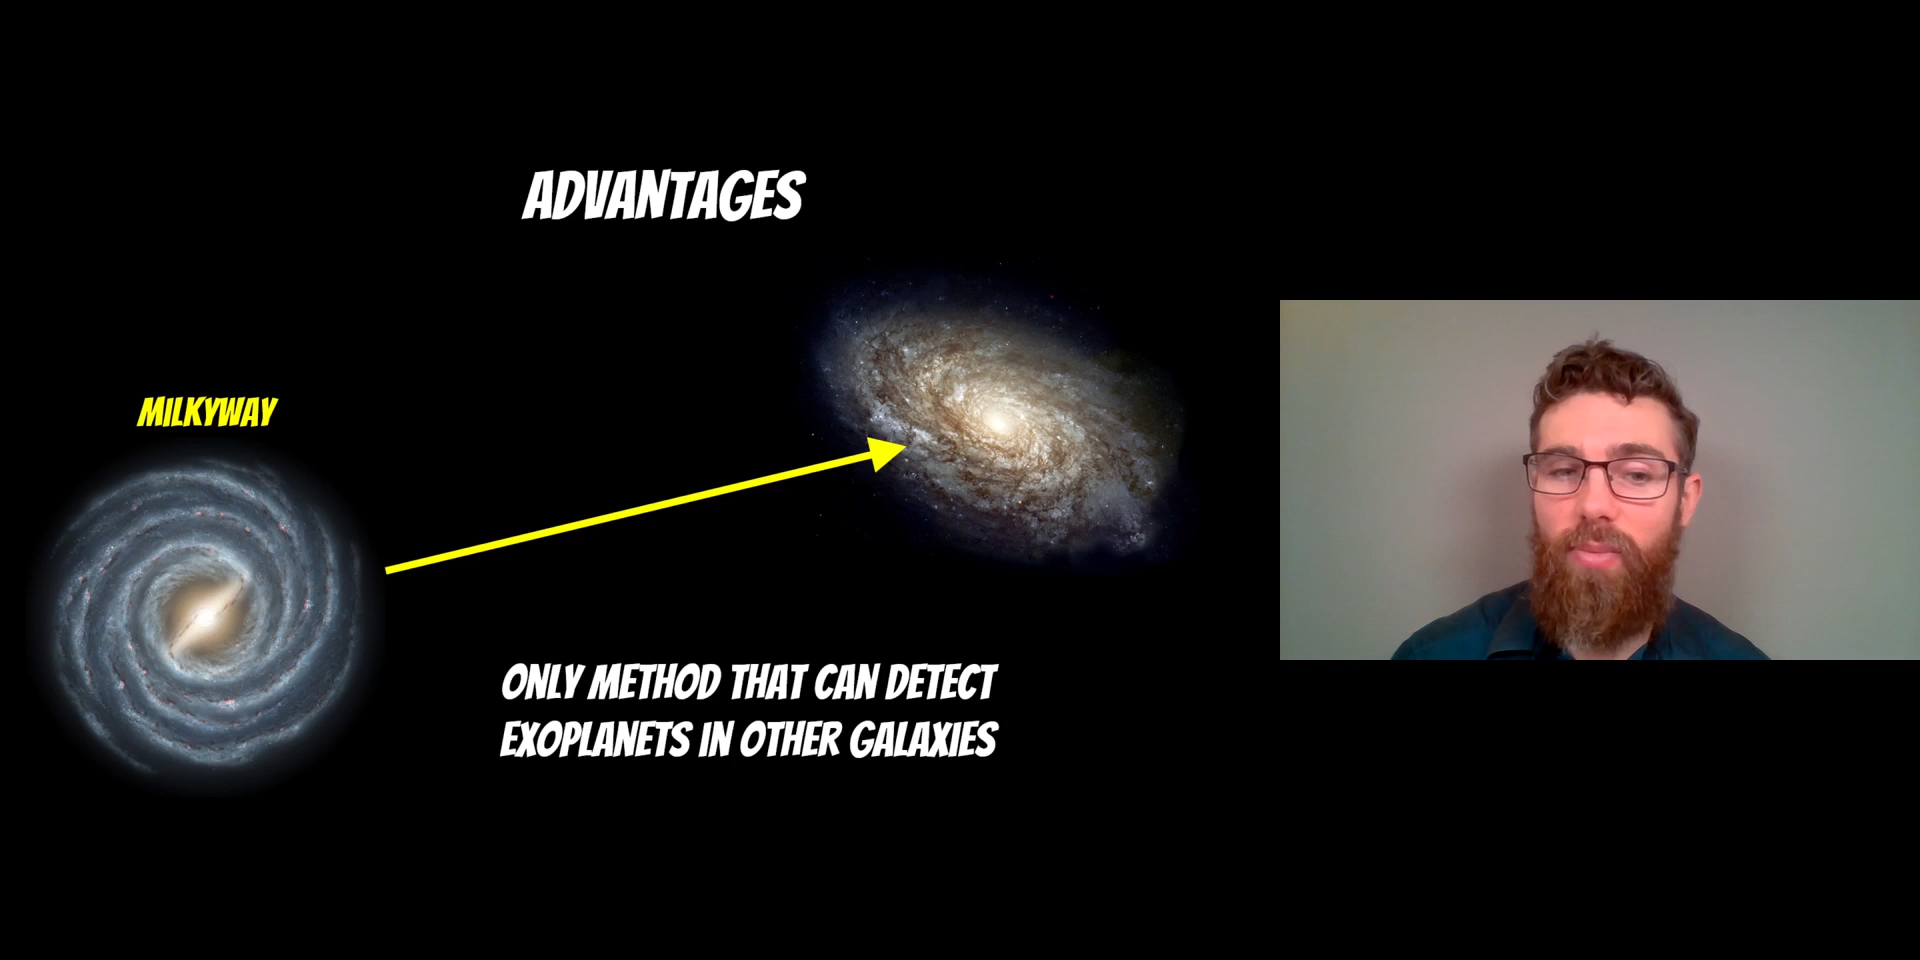 ADVANTAGES
MILKYWAY
ONLY METHOD THAT CAN DETECT
EXOPLANETS IN OTHER GALAXIES